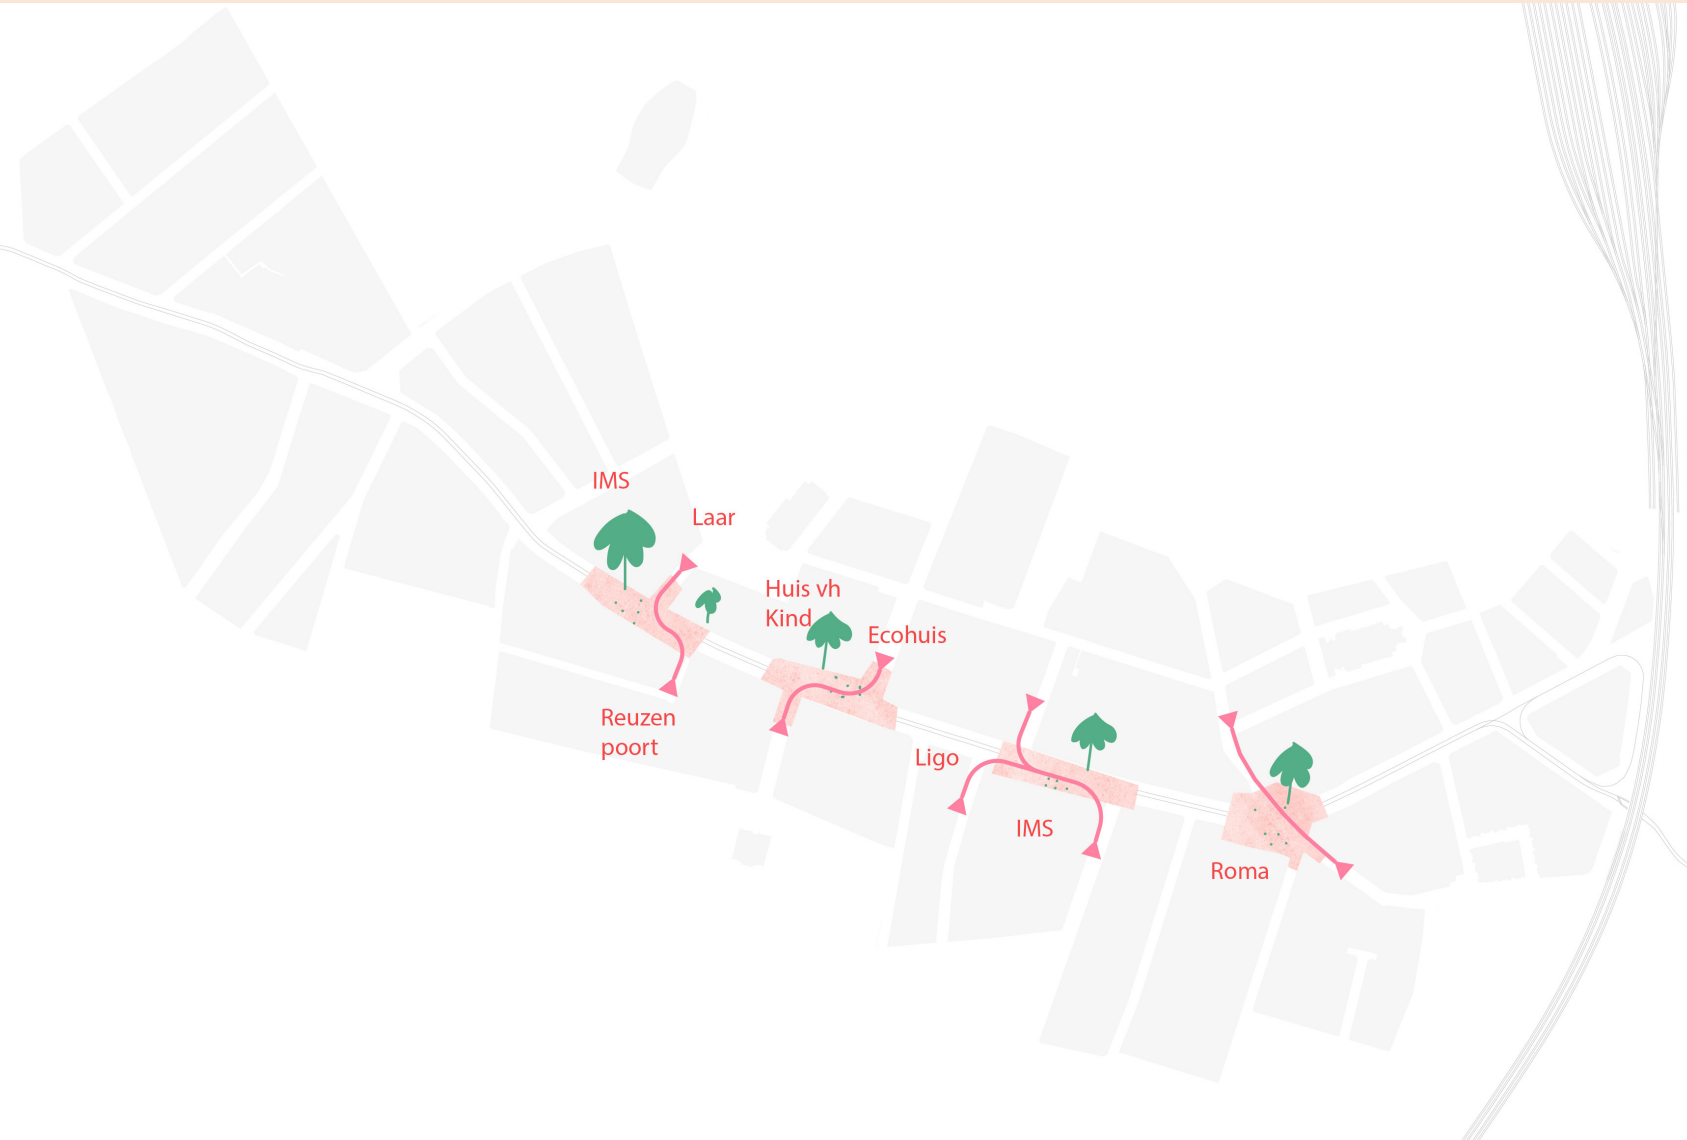 IMS
Laar
Huis vh
Kind
Ecohuis
Reuzen
poort
Ligo
IMS
Roma